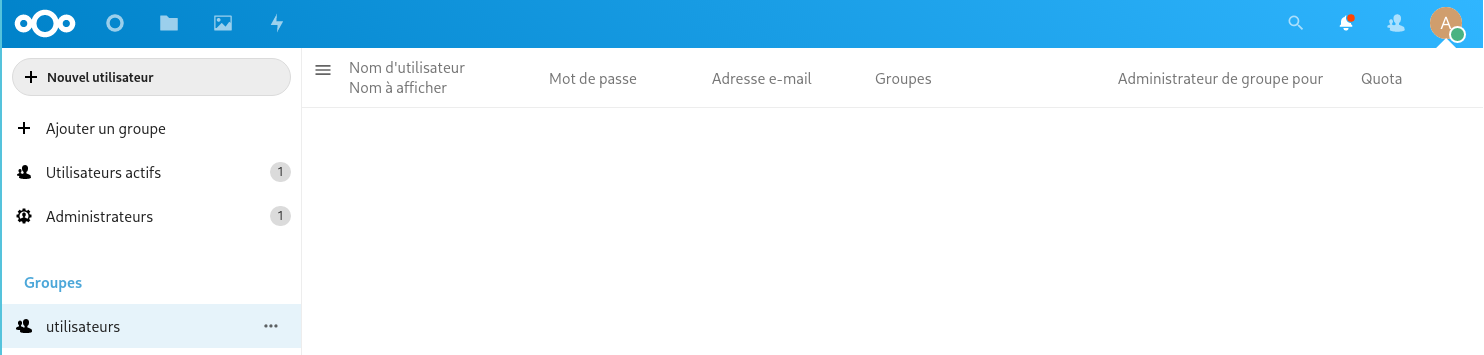 A
Nouvel utilisateur
Ajouter un groupe
Utilisateurs actifs 1
Administrateurs 1
Groupes
utilisateurs
Nom d'utilisateur
Nom à afficher
Mot de passe
Adresse e-mail
Groupes
Administrateur de groupe pour
Quota